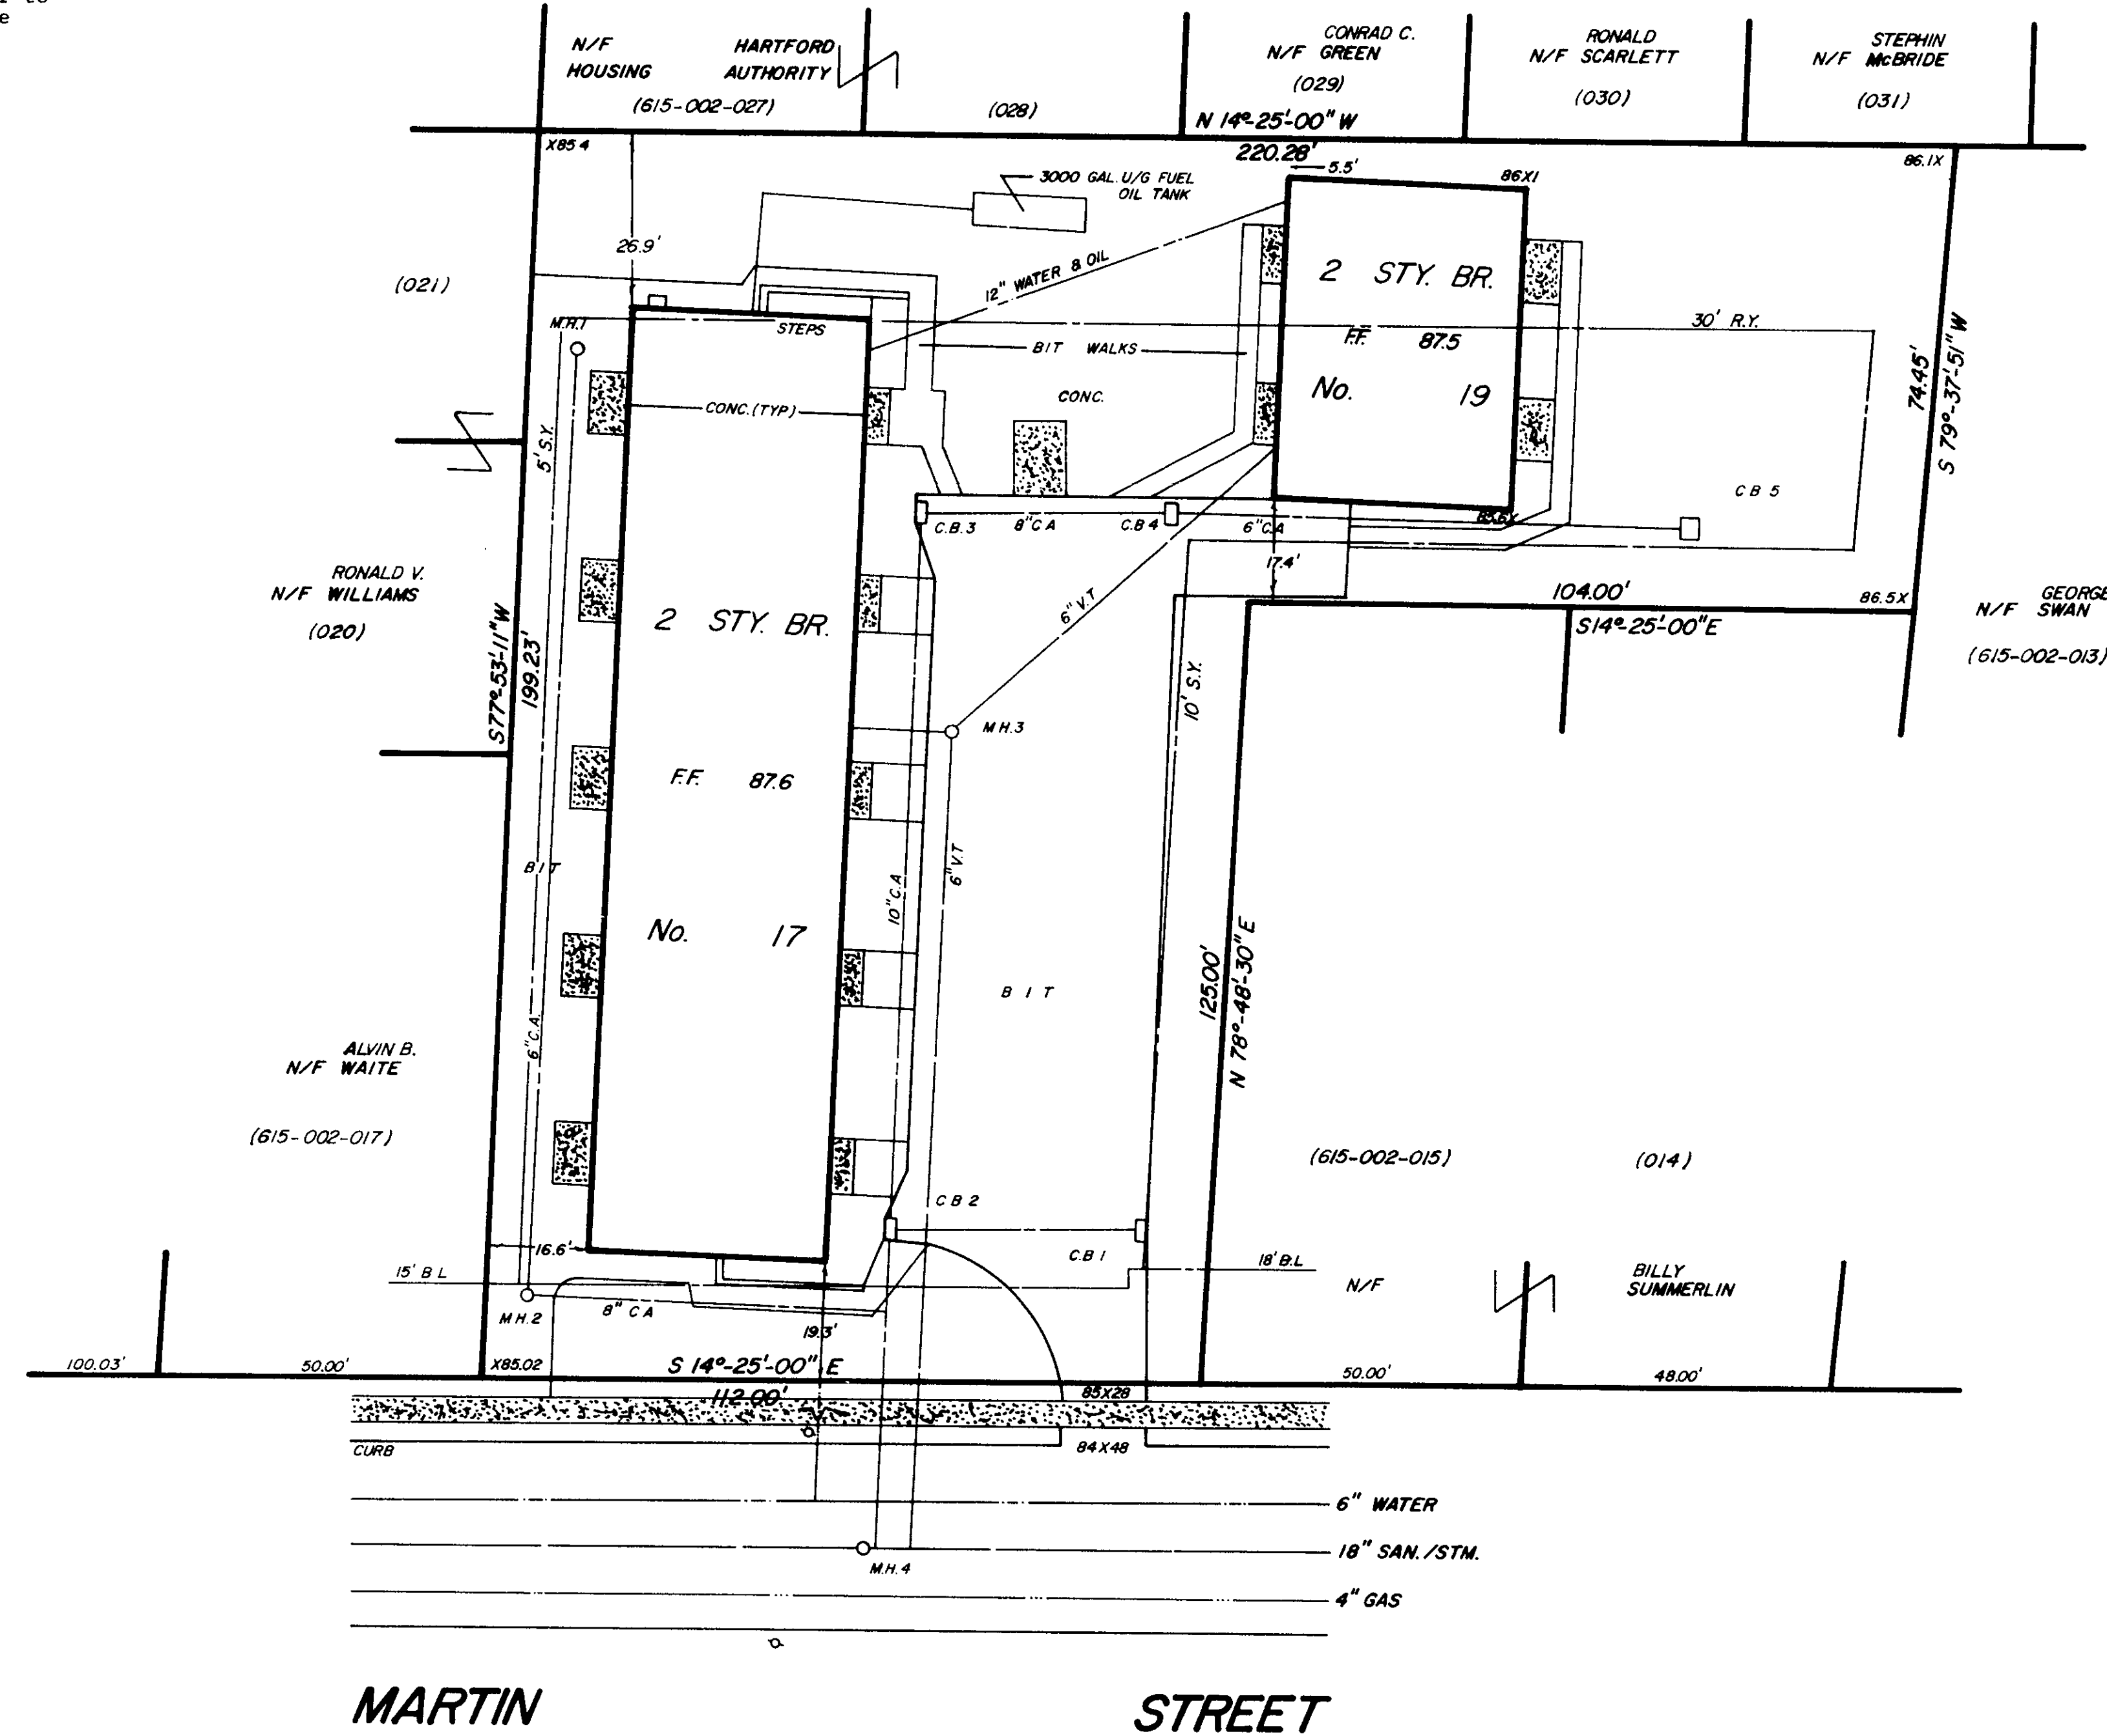 N/F HARTFORD
HOUSING AUTHORITY
(615-002-027)
(028)
CONRAD C.
N/F GREEN
(029)
RONALD
N/F SCARLETT
(030)
STEPHIN
N/F McBRIDE
(031)
N 14°-25'-00" W
220.28'
X85.4
5.5'
86X1
86.1X
3000 GAL. U/G FUEL
OIL TANK
26.9'
(021)
12" WATER & OIL
2 STY. BR.
F.F. 87.5
No. 19
30' R.Y.
M.H.1
STEPS
BIT WALKS
CONC. (TYP)
CONC.
5' S.Y.
74.45'
S 79°-37'-51" W
C B 5
C.B.3
8" C A
C.B 4
6" C.A
85.6X
17.4'
104.00'
86.5X
S 14°-25'-00" E
GEORGE
N/F SWAN
(615-002-013)
RONALD V.
N/F WILLIAMS
(020)
S 77°-53'-11" W
199.23'
2 STY. BR.
F.F. 87.6
No. 17
6" V.T
M H.3
10' S.Y.
BIT
10" C.A
6" V.T
B I T
125.00'
N 78°-48'-30" E
6" C.A.
ALVIN B.
N/F WAITE
(615-002-017)
(615-002-015)
(014)
C B 2
C.B 1
16.6'
15' B L
18' B.L
N/F
BILLY
SUMMERLIN
M H.2
8" C A
19.3'
100.03'
50.00'
X85.02
S 14°-25'-00" E
112.00'
85X28
50.00'
48.00'
CURB
84X48
6" WATER
18" SAN./STM.
M.H. 4
4" GAS
MARTIN STREET